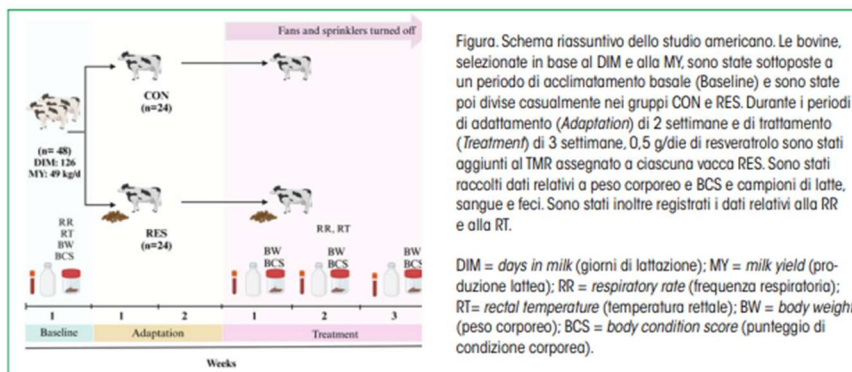 Fans and sprinklers turned off
CON
(n=24)
(n= 48)
DIM: 126
MY: 49 kg/d
RES
(n=24)
RR
RT
BW
BCS
BW
BCS
RR, RT
BW
BCS
BW
BCS
1
1
2
1
2
3
Baseline
Adaptation
Treatment
Weeks
Figura. Schema riassuntivo dello studio americano. Le bovine,
selezionate in base al DIM e alla MY, sono state sottoposte a
un periodo di acclimatamento basale (Baseline) e sono state
poi divise casualmente nei gruppi CON e RES. Durante i periodi
di adattamento (Adaptation) di 2 settimane e di trattamento
(Treatment) di 3 settimane, 0,5 g/die di resveratrolo sono stati
aggiunti al TMR assegnato a ciascuna vacca RES. Sono stati
raccolti dati relativi a peso corporeo e BCS e campioni di latte,
sangue e feci. Sono stati inoltre registrati i dati relativi alla RR
e alla RT.
DIM = days in milk (giorni di lattazione); MY = milk yield (pro-
duzione lattea); RR = respiratory rate (frequenza respiratoria);
RT= rectal temperature (temperatura rettale); BW = body weight
(peso corporeo); BCS = body condition score (punteggio di
condizione corporea).